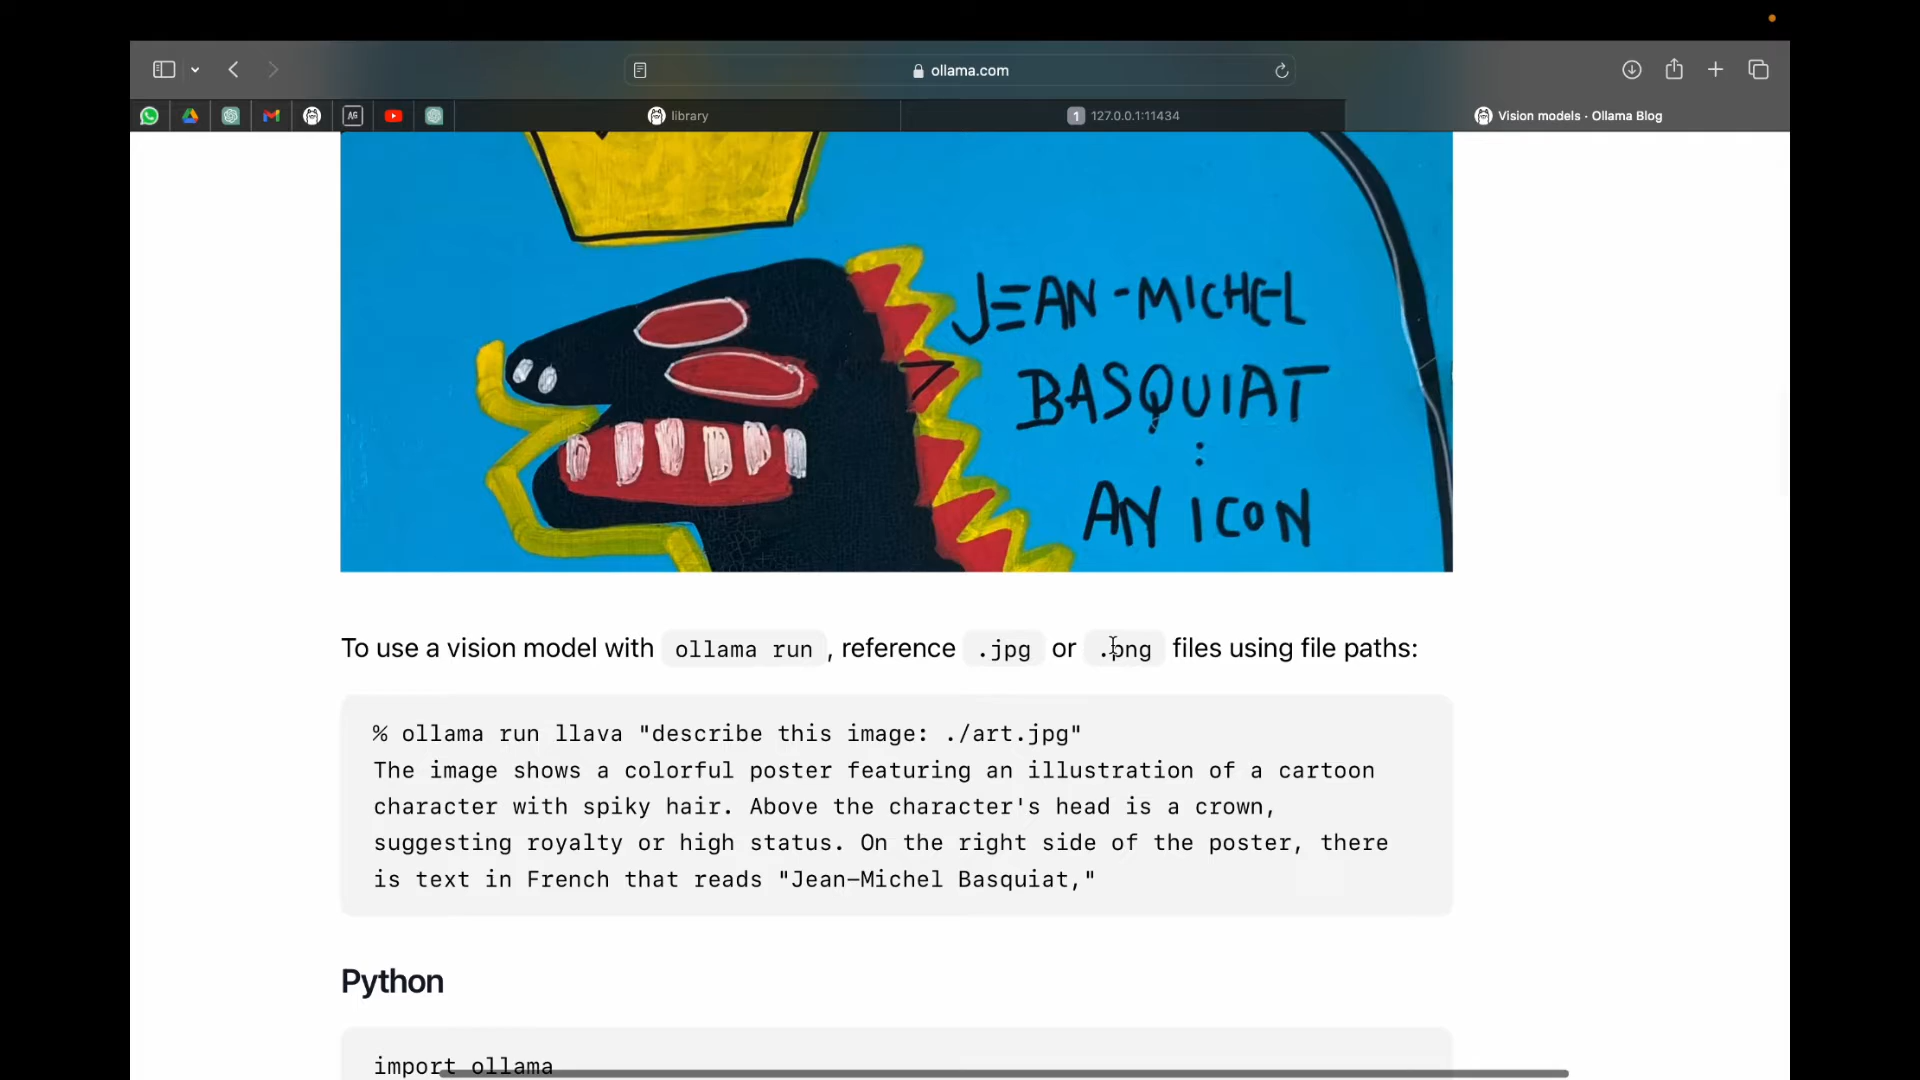 ollama.com
library
1 127.0.0.1:11434
Vision models · Ollama Blog
JEAN-MICHEL
BASQUIAT
:
AN ICON
To use a vision model with ollama run, reference .jpg or .png files using file paths:
% ollama run llava "describe this image: ./art.jpg"
The image shows a colorful poster featuring an illustration of a cartoon
character with spiky hair. Above the character's head is a crown,
suggesting royalty or high status. On the right side of the poster, there
is text in French that reads "Jean-Michel Basquiat,"
Python
import ollama